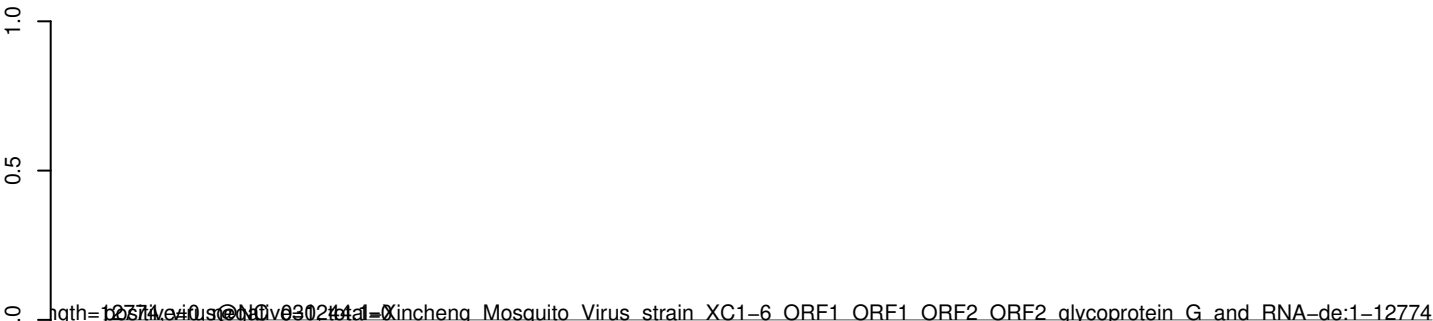 1.0
0.5
.0
Xincheng Mosquito Virus strain XC1−6 ORF1 ORF1 ORF2 ORF2 glycoprotein G and RNA−de:1−12774